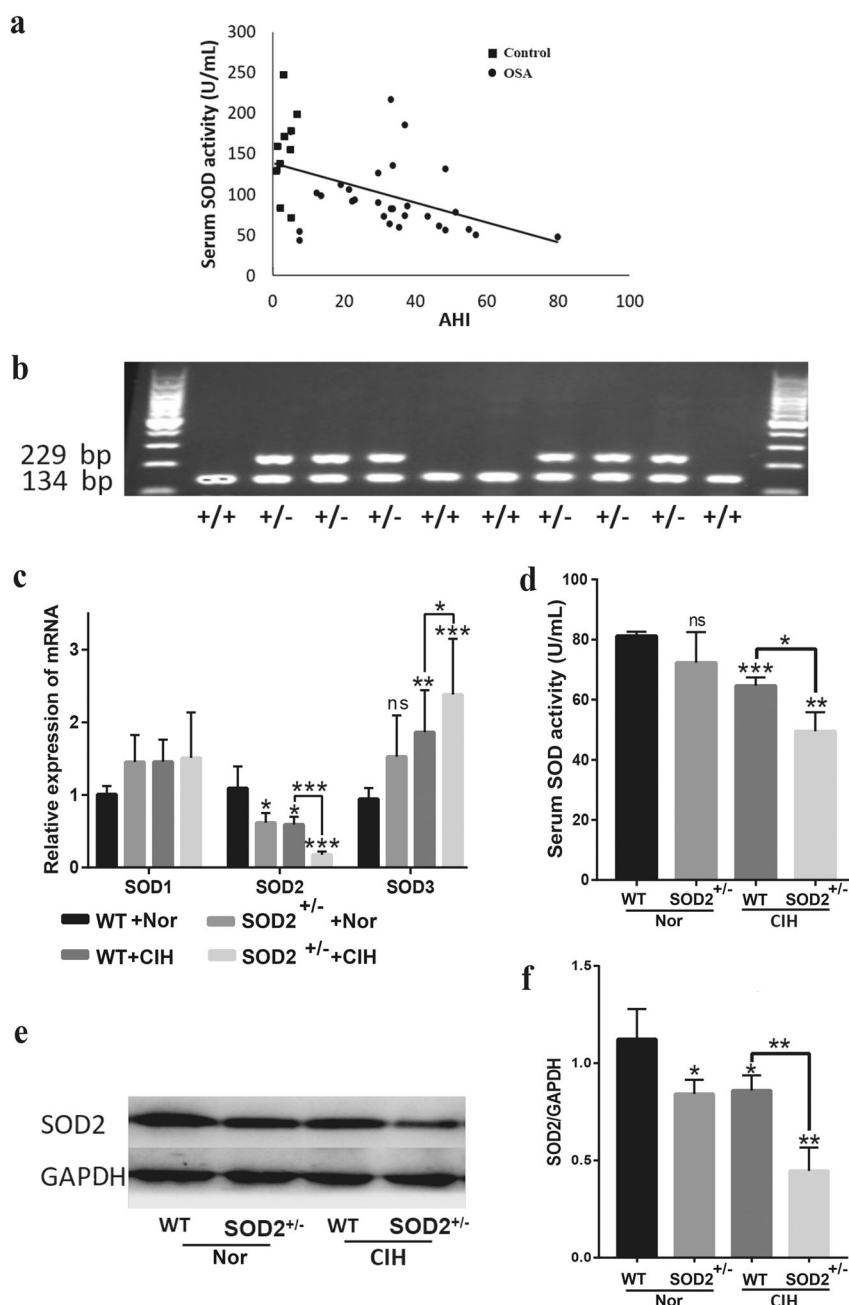 a
Serum SOD activity (U/mL)
300
250
200
150
100
50
0
0 20 40 60 80 100
AHI
Control
OSA
b
229 bp
134 bp
+/+ +/- +/- +/- +/+ +/+ +/- +/- +/- +/+
c
Relative expression of mRNA
3
2
1
0
* *** *
*** *
ns ** ***
SOD1 SOD2 SOD3
WT +Nor SOD2 +/- +Nor
WT+CIH SOD2 +/- +CIH
d
Serum SOD activity (U/mL)
100
80
60
40
20
0
ns *** * **
WT SOD2+/- WT SOD2+/-
Nor CIH
e
SOD2
GAPDH
WT SOD2+/- WT SOD2+/-
Nor CIH
f
SOD2/GAPDH
1.5
1.0
0.5
0.0
* * ** **
WT SOD2+/- WT SOD2+/-
Nor CIH